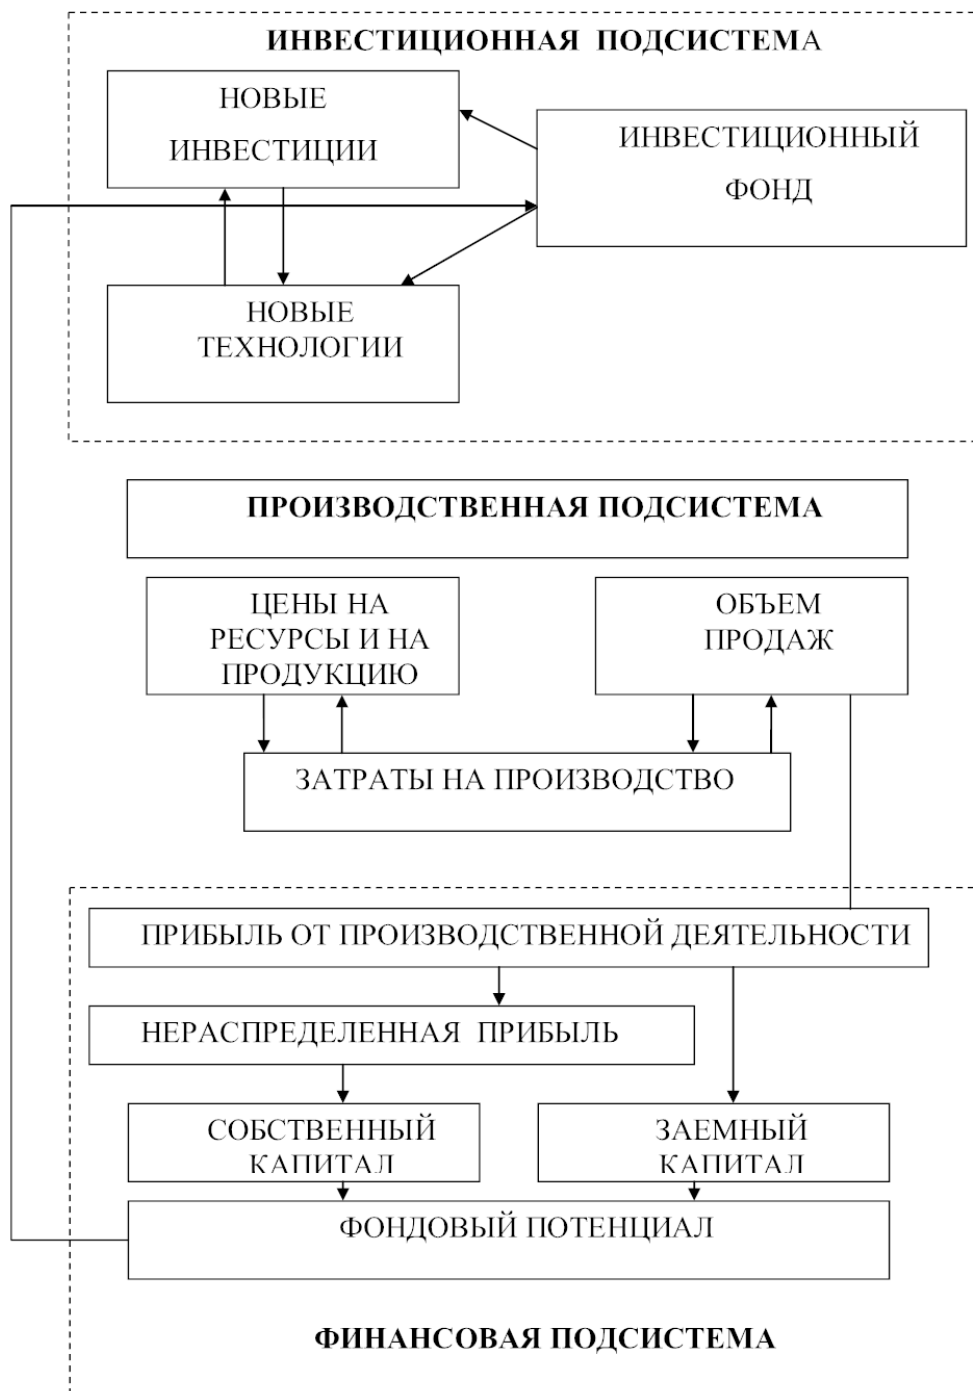 ИНВЕСТИЦИОННАЯ ПОДСИСТЕМА
НОВЫЕ
ИНВЕСТИЦИИ
ИНВЕСТИЦИОННЫЙ
ФОНД
НОВЫЕ
ТЕХНОЛОГИИ
ПРОИЗВОДСТВЕННАЯ ПОДСИСТЕМА
ЦЕНЫ НА
РЕСУРСЫ И НА
ПРОДУКЦИЮ
ОБЪЕМ
ПРОДАЖ
ЗАТРАТЫ НА ПРОИЗВОДСТВО
ПРИБЫЛЬ ОТ ПРОИЗВОДСТВЕННОЙ ДЕЯТЕЛЬНОСТИ
НЕРАСПРЕДЕЛЕННАЯ ПРИБЫЛЬ
СОБСТВЕННЫЙ
КАПИТАЛ
ЗАЕМНЫЙ
КАПИТАЛ
ФОНДОВЫЙ ПОТЕНЦИАЛ
ФИНАНСОВАЯ ПОДСИСТЕМА